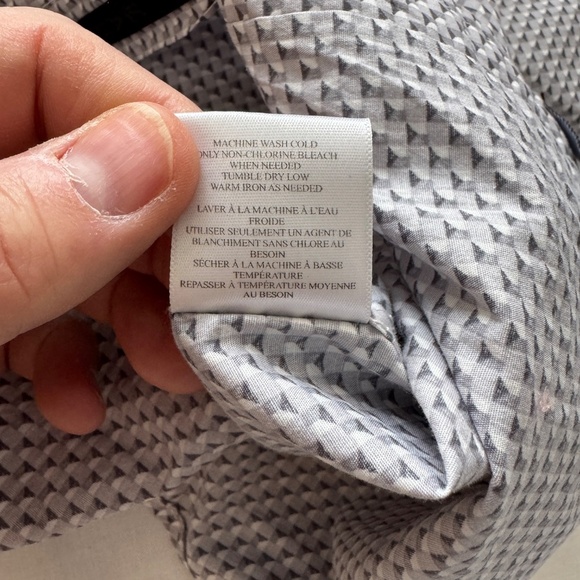 MACHINE WASH COLD
ONLY NON-CHLORINE BLEACH
WHEN NEEDED
TUMBLE DRY LOW
WARM IRON AS NEEDED
LAVER À LA MACHINE À L'EAU
FROIDE
UTILISER SEULEMENT UN AGENT DE
BLANCHIMENT SANS CHLORE AU
BESOIN
SÉCHER À LA MACHINE À BASSE
TEMPÉRATURE
REPASSER À TEMPÉRATURE MOYENNE
AU BESOIN